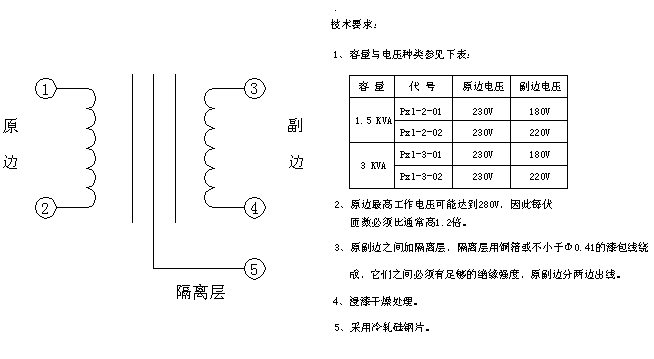 技术要求:
1、容量与电压种类参见下表:
容 量 代 号 原边电压 副边电压
1.5 KVA Pz1-2-01 230V 180V
Pz1-2-02 230V 220V
3 KVA Pz1-3-01 230V 180V
Pz1-3-02 230V 220V
2、原边最高工作电压可能达到280V，因此每伏
匝数必须比通常高1.2倍。
3、原副边之间加隔离层，隔离层用铜箔或不小于Φ0.41的漆包线绕
成，它们之间必须有足够的绝缘强度，原副边分两边出线。
4、浸漆干燥处理。
5、采用冷轧硅钢片。
1
2
3
4
5
原
边
副
边
隔离层